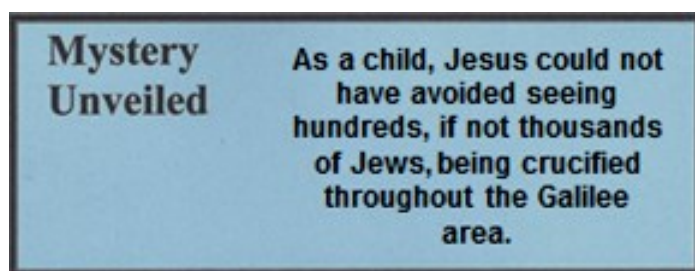 Mystery
Unveiled
As a child, Jesus could not
have avoided seeing
hundreds, if not thousands
of Jews, being crucified
throughout the Galilee
area.